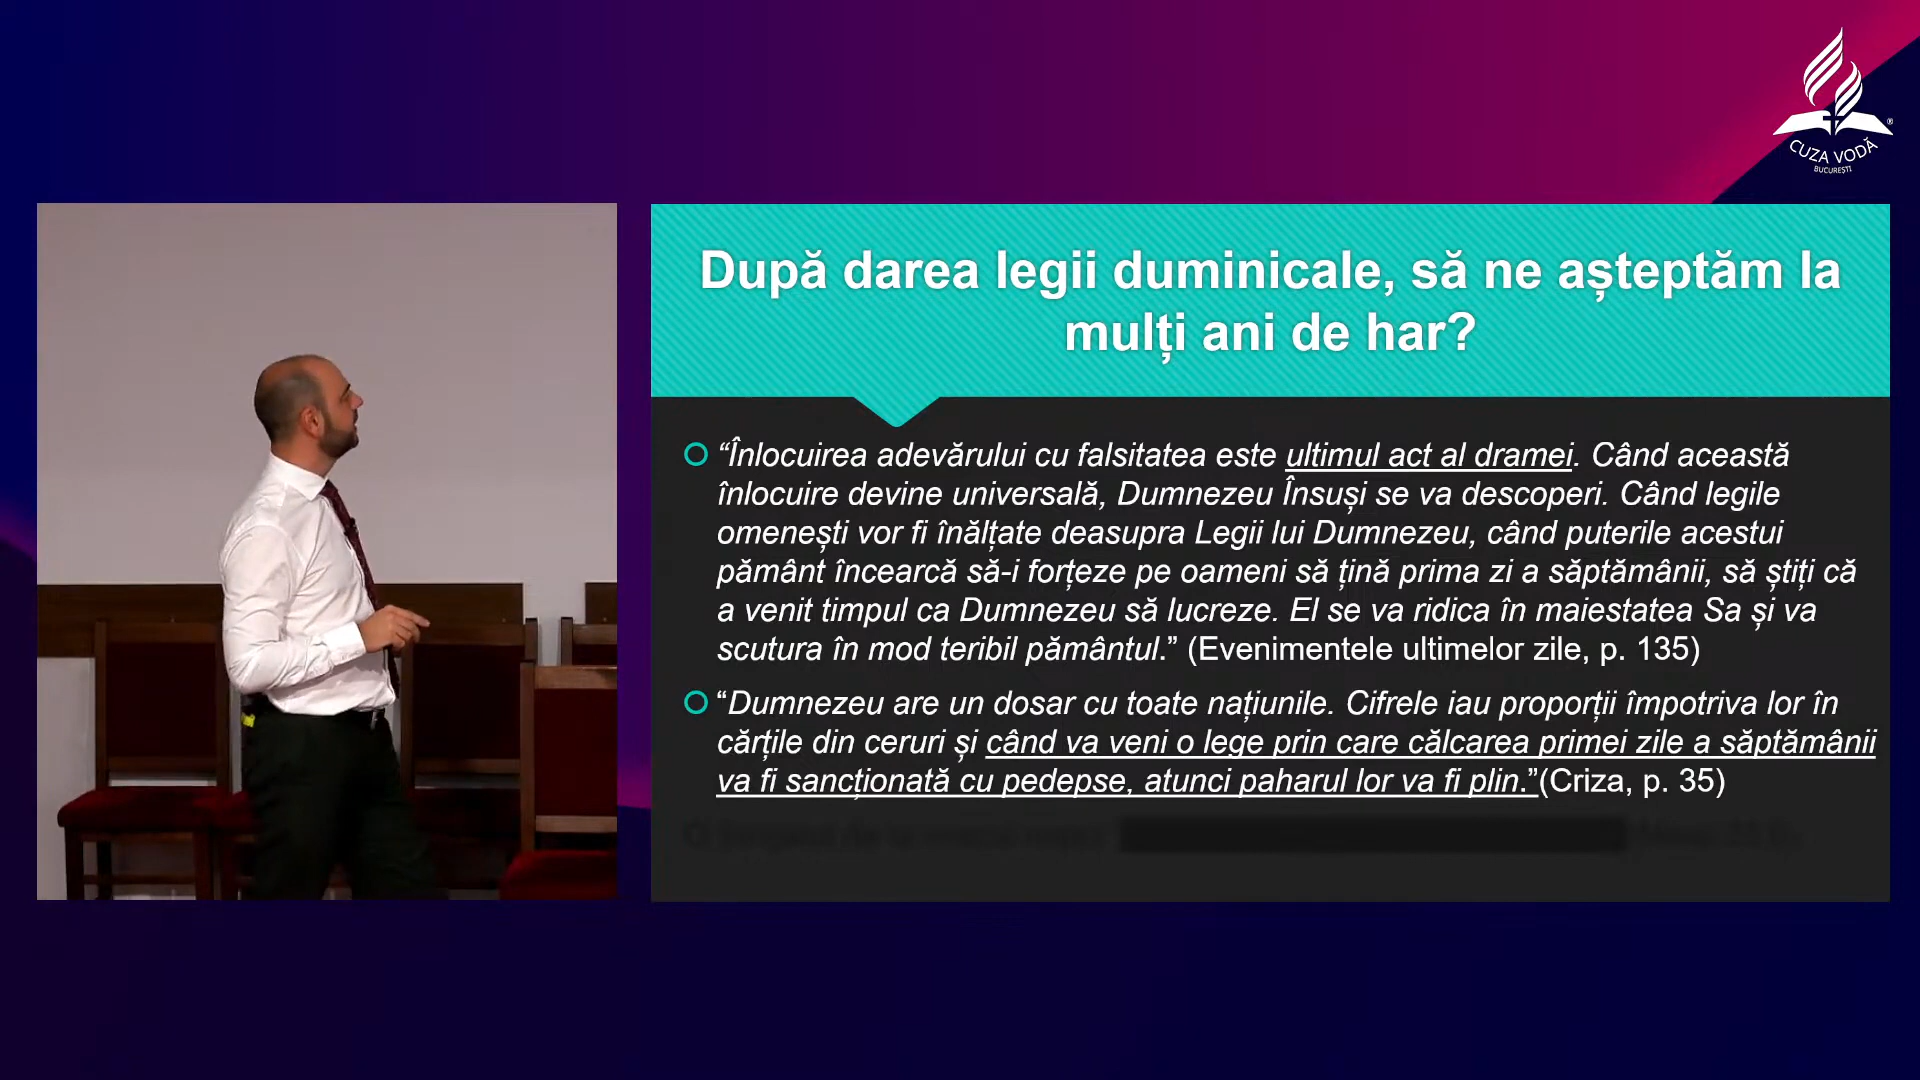 CUZA VODĂ
BUCUREȘTI
După darea legii duminicale, să ne așteptăm la
mulți ani de har?
“Înlocuirea adevărului cu falsitatea este ultimul act al dramei. Când această
înlocuire devine universală, Dumnezeu Însuși se va descoperi. Când legile
omenești vor fi înălțate deasupra Legii lui Dumnezeu, când puterile acestui
pământ încearcă să-i forțeze pe oameni să țină prima zi a săptămânii, să știți că
a venit timpul ca Dumnezeu să lucreze. El se va ridica în maiestatea Sa și va
scutura în mod teribil pământul.” (Evenimentele ultimelor zile, p. 135)
“Dumnezeu are un dosar cu toate națiunile. Cifrele iau proporții împotriva lor în
cărțile din ceruri și când va veni o lege prin care călcarea primei zile a săptămânii
va fi sancționată cu pedepse, atunci paharul lor va fi plin.”(Criza, p. 35)